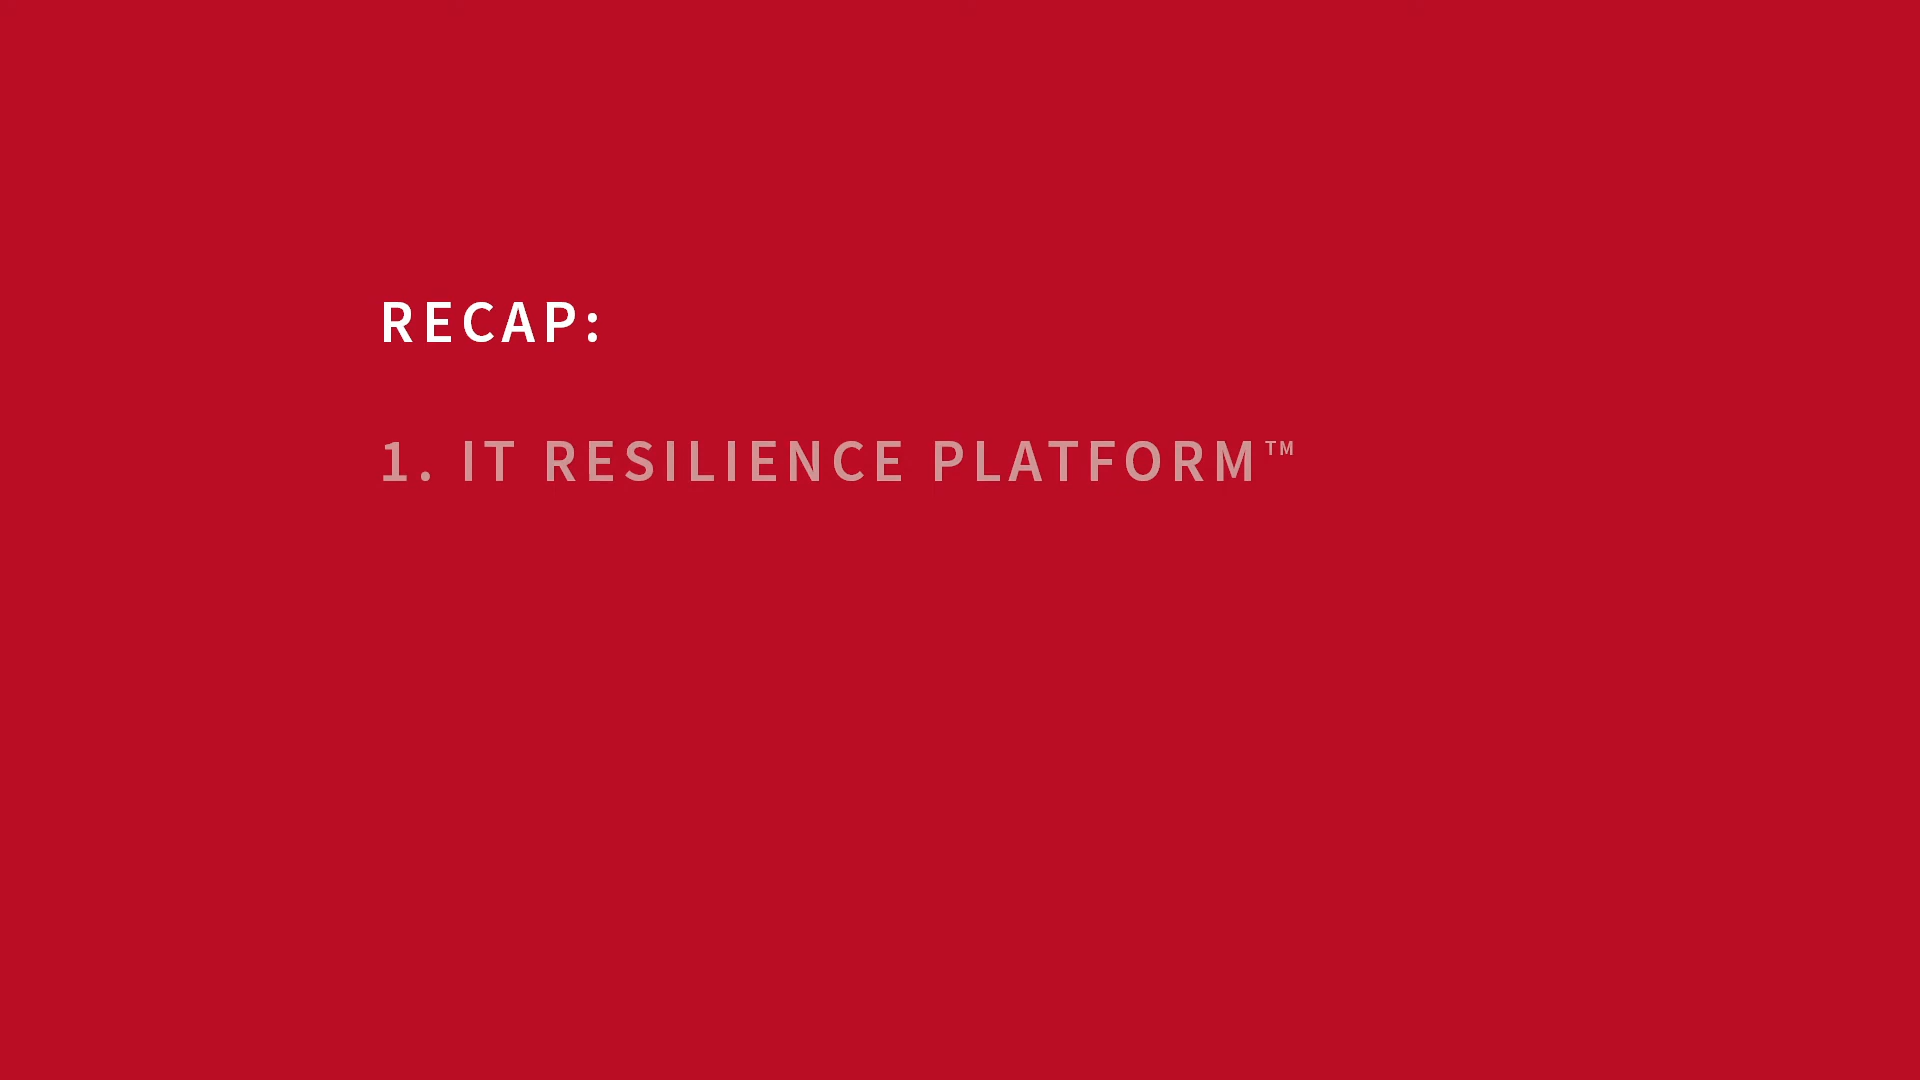 RECAP:
1. IT RESILIENCE PLATFORM™